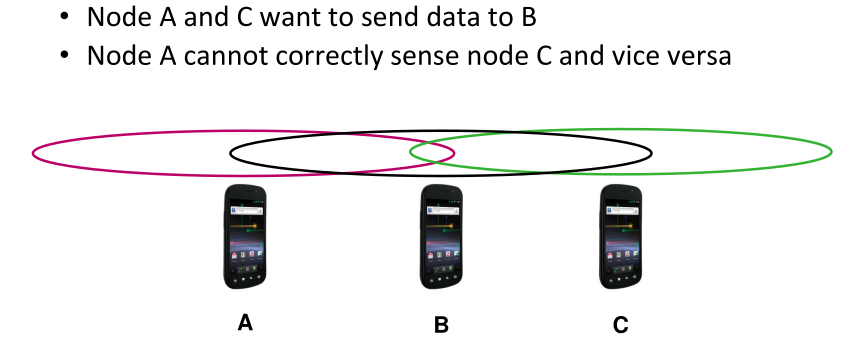 • Node A and C want to send data to B
• Node A cannot correctly sense node C and vice versa
A B C